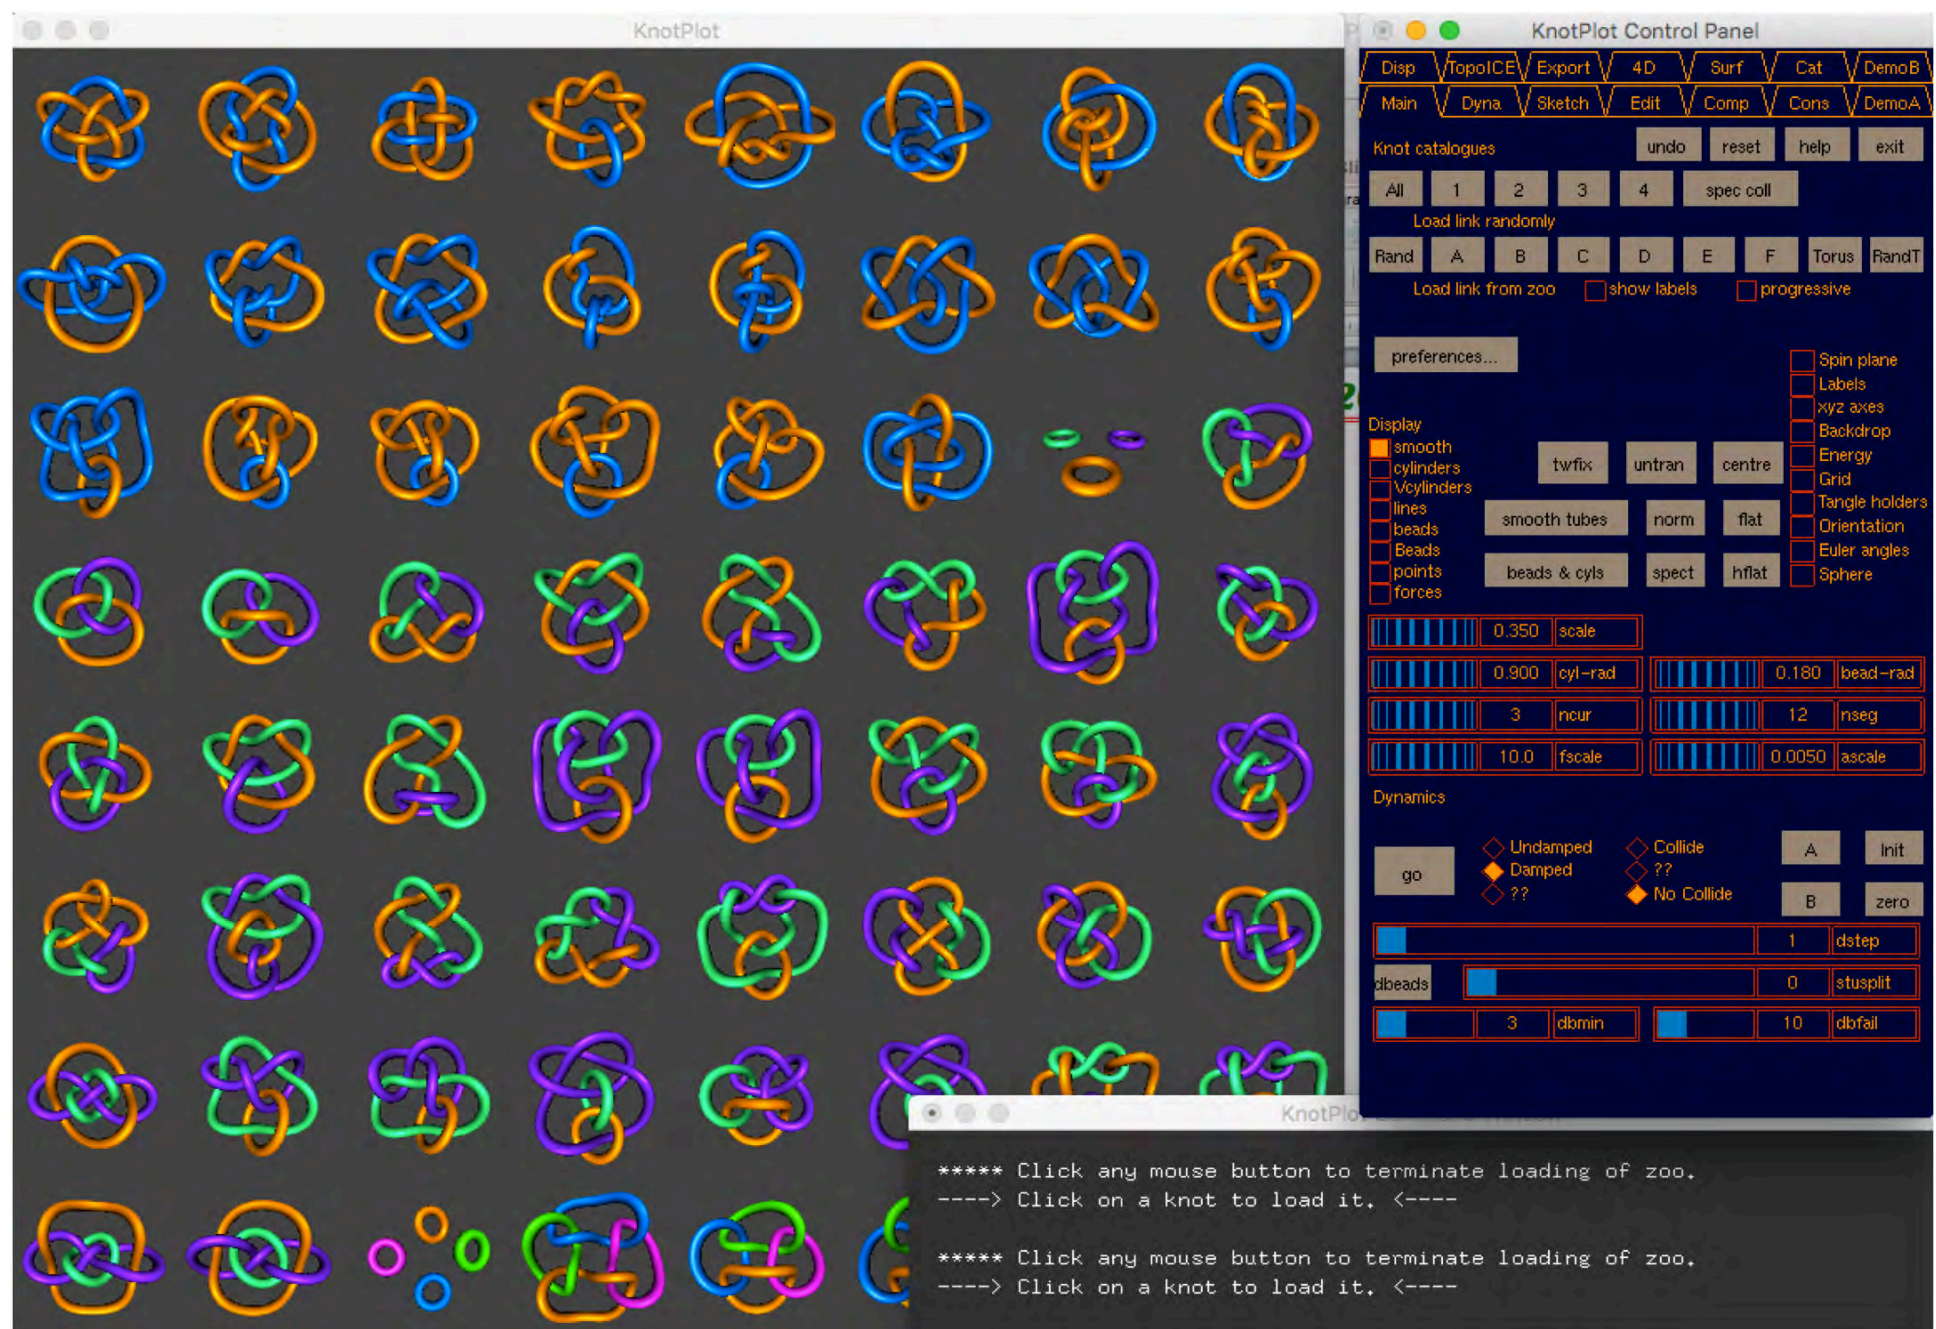 KnotPlot
KnotPlot Control Panel
Disp TopoICE Export 4D Surf Cat DemoB
Main Dyna Sketch Edit Comp Cons DemoA
Knot catalogues undo reset help exit
All 1 2 3 4 spec coll
Load link randomly
Rand A B C D E F Torus RandT
Load link from zoo show labels progressive
preferences...
Spin plane
Labels
xyz axes
Backdrop
Energy
Grid
Tangle holders
Orientation
Euler angles
Sphere
Display
smooth
cylinders
Vcylinders
lines
beads
Beads
points
forces
twfix untran centre
smooth tubes norm flat
beads & cyls spect hflat
0.350 scale
0.900 cyl-rad 0.180 bead-rad
3 ncur 12 nseg
10.0 fscale 0.0050 ascale
Dynamics
go
Undamped Collide
Damped ??
?? No Collide
A Init
B zero
1 dstep
dbeads 0 stusplit
3 dbmin 10 dbfail
KnotPlo
***** Click any mouse button to terminate loading of zoo.
----> Click on a knot to load it. <----
***** Click any mouse button to terminate loading of zoo.
----> Click on a knot to load it. <----